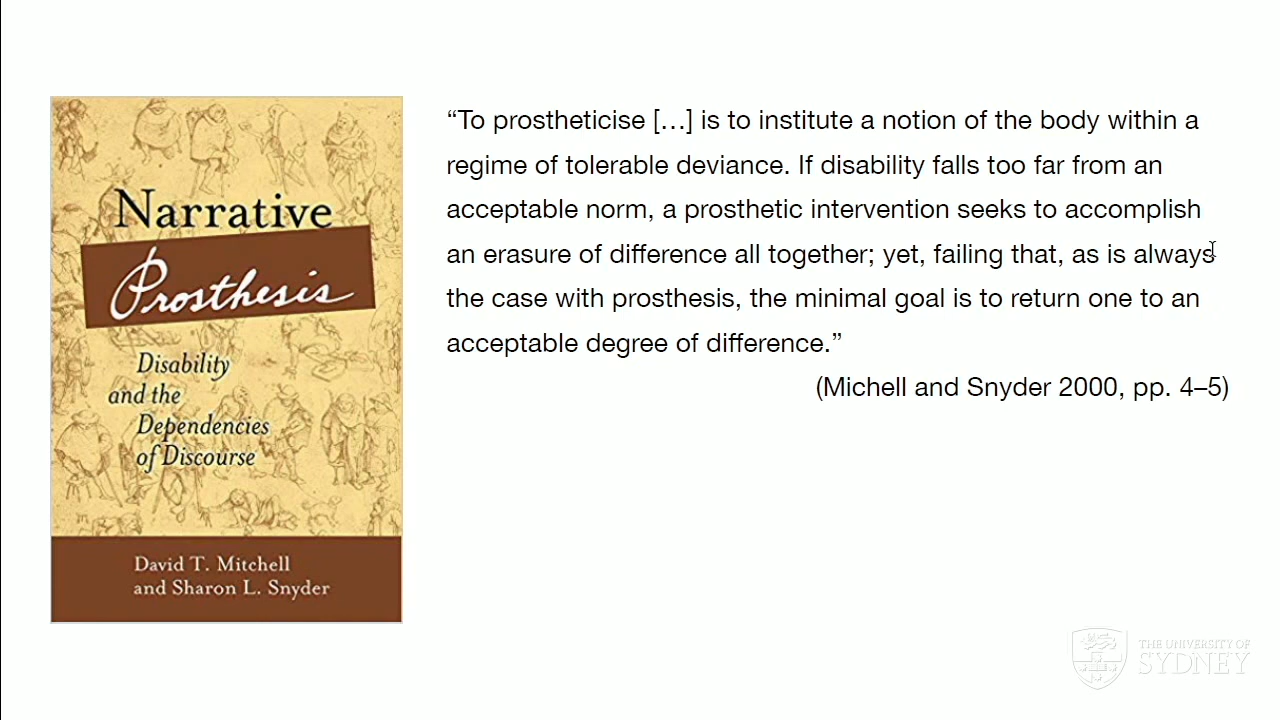 Narrative
Prosthesis
Disability
and the
Dependencies
of Discourse
David T. Mitchell
and Sharon L. Snyder
“To prostheticise […] is to institute a notion of the body within a
regime of tolerable deviance. If disability falls too far from an
acceptable norm, a prosthetic intervention seeks to accomplish
an erasure of difference all together; yet, failing that, as is always
the case with prosthesis, the minimal goal is to return one to an
acceptable degree of difference.”
(Michell and Snyder 2000, pp. 4–5)
THE UNIVERSITY OF
SYDNEY